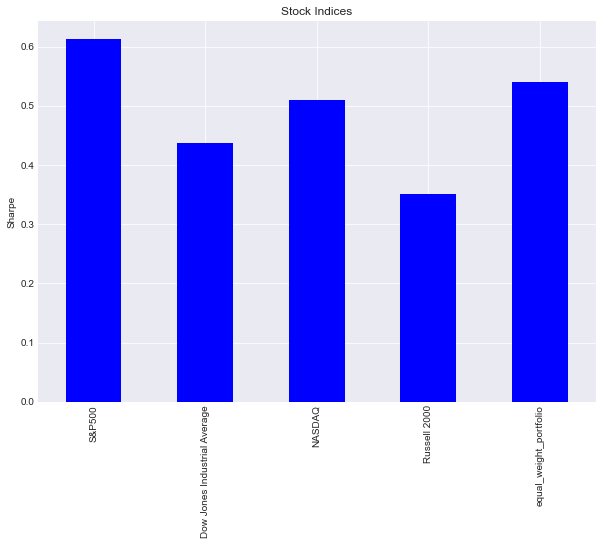 Stock Indices
Sharpe
0.6
0.5
0.4
0.3
0.2
0.1
0.0
S&P500
Dow Jones Industrial Average
NASDAQ
Russell 2000
equal_weight_portfolio